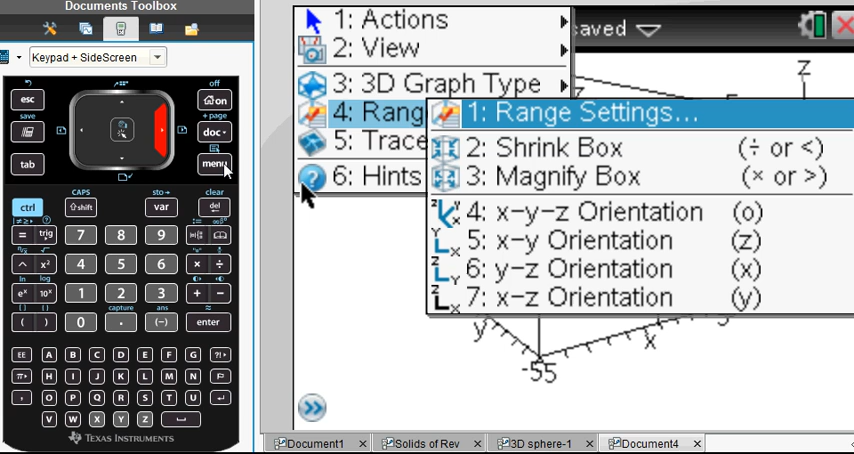 Documents Toolbox
Keypad + SideScreen
off
esc
on
save
+ page
doc
tab
menu
CAPS
sto→
clear
ctrl
⇧shift
var
del
= trig 7 8 9
^ x² 4 5 6 × ÷
ln log
eˣ 10ˣ 1 2 3 + −
[ ] { } capture ans ≈
( ) 0 . (−) enter
EE A B C D E F G ?!▸
π▸ H I J K L M N
, O P Q R S T U
V W X Y Z
TEXAS INSTRUMENTS
1: Actions
2: View
3: 3D Graph Type
4: Rang
5: Trace
6: Hints
1: Range Settings...
2: Shrink Box (÷ or <)
3: Magnify Box (× or >)
4: x-y-z Orientation (o)
5: x-y Orientation (z)
6: y-z Orientation (x)
7: x-z Orientation (y)
aved
z
y
x
-55
Document1 × Solids of Rev × 3D sphere-1 × Document4 ×